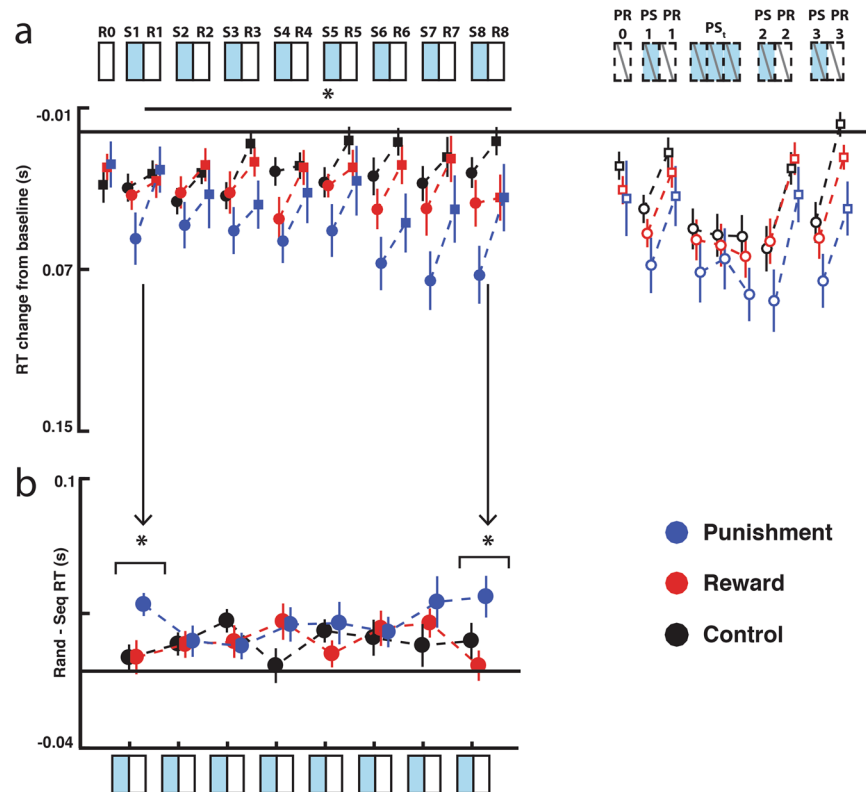 a
R0 S1 R1 S2 R2 S3 R3 S4 R4 S5 R5 S6 R6 S7 R7 S8 R8
PR PS PR PS PR PS PR
0 1 1 PSt 2 2 3 3
*
-0.01
0.07
0.15
RT change from baseline (s)
b
0.1
-0.04
Rand - Seq RT (s)
* *
Punishment
Reward
Control